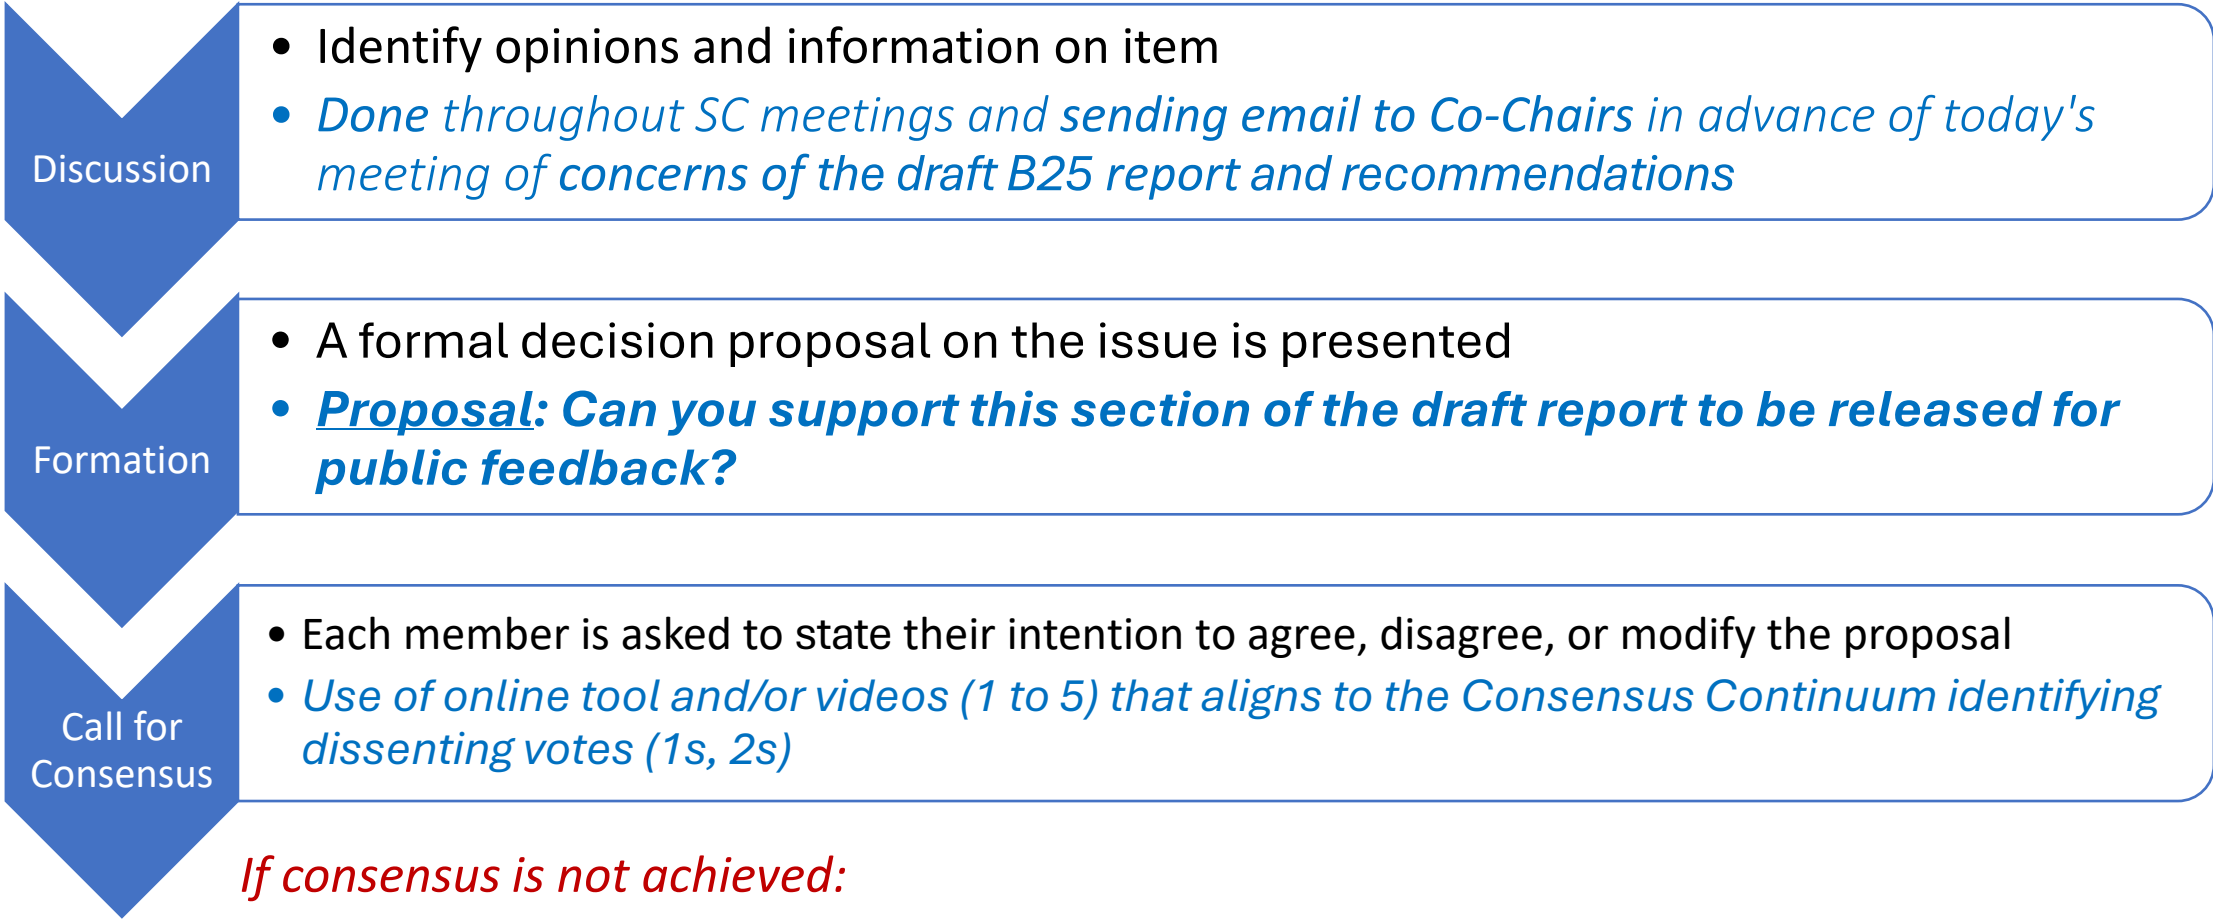 Discussion
• Identify opinions and information on item
• Done throughout SC meetings and sending email to Co-Chairs in advance of today's
meeting of concerns of the draft B25 report and recommendations
Formation
• A formal decision proposal on the issue is presented
• Proposal: Can you support this section of the draft report to be released for
public feedback?
Call for
Consensus
• Each member is asked to state their intention to agree, disagree, or modify the proposal
• Use of online tool and/or videos (1 to 5) that aligns to the Consensus Continuum identifying
dissenting votes (1s, 2s)
If consensus is not achieved: